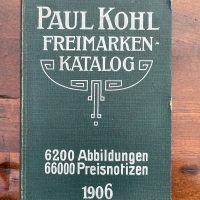 PAUL KOHL
FREIMARKEN-
KATALOG
6200 Abbildungen
66000 Preisnotizen
1906